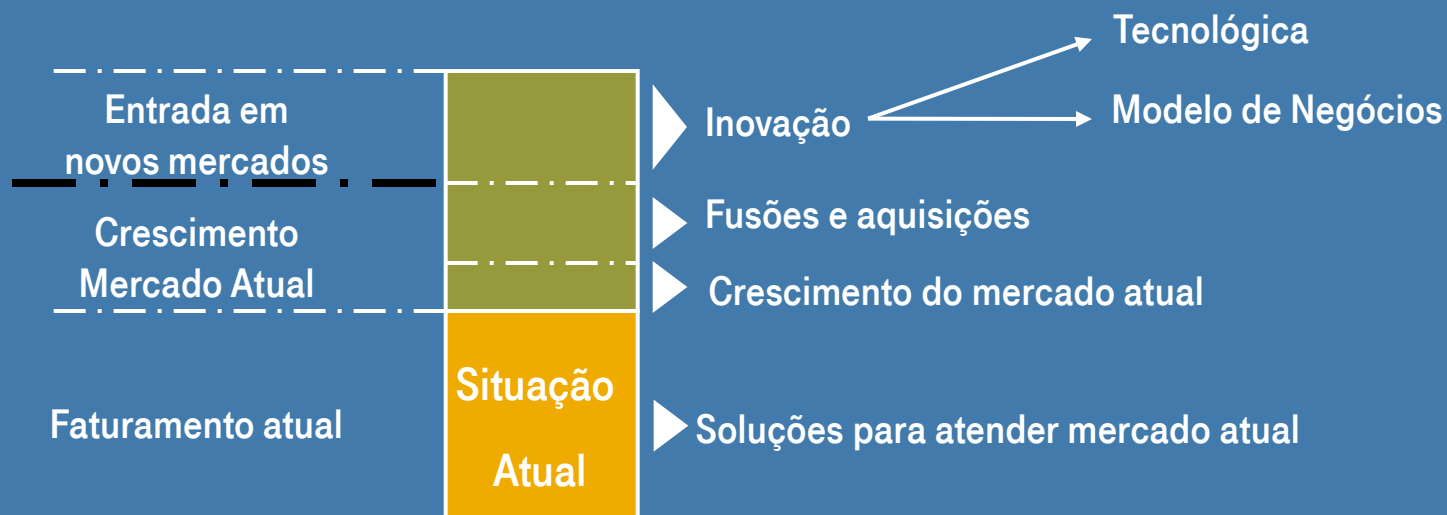 Tecnológica
Entrada em
novos mercados
Inovação
Modelo de Negócios
Crescimento
Mercado Atual
Fusões e aquisições
Crescimento do mercado atual
Faturamento atual
Situação
Atual
Soluções para atender mercado atual